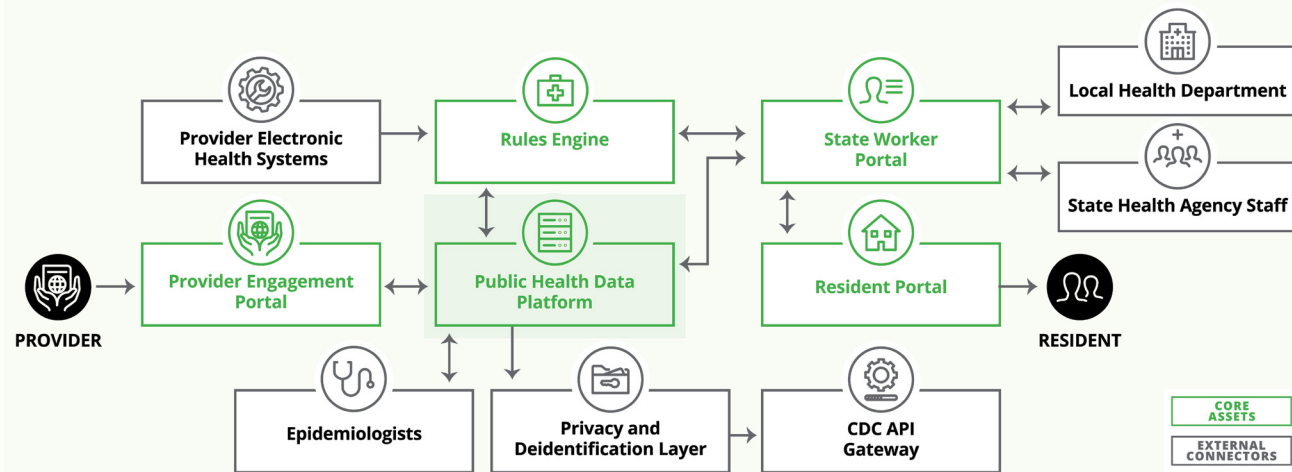 Local Health Department
Provider Electronic
Health Systems
Rules Engine
State Worker
Portal
State Health Agency Staff
Provider Engagement
Portal
Public Health Data
Platform
Resident Portal
PROVIDER
RESIDENT
Epidemiologists
Privacy and
Deidentification Layer
CDC API
Gateway
CORE
ASSETS
EXTERNAL
CONNECTORS